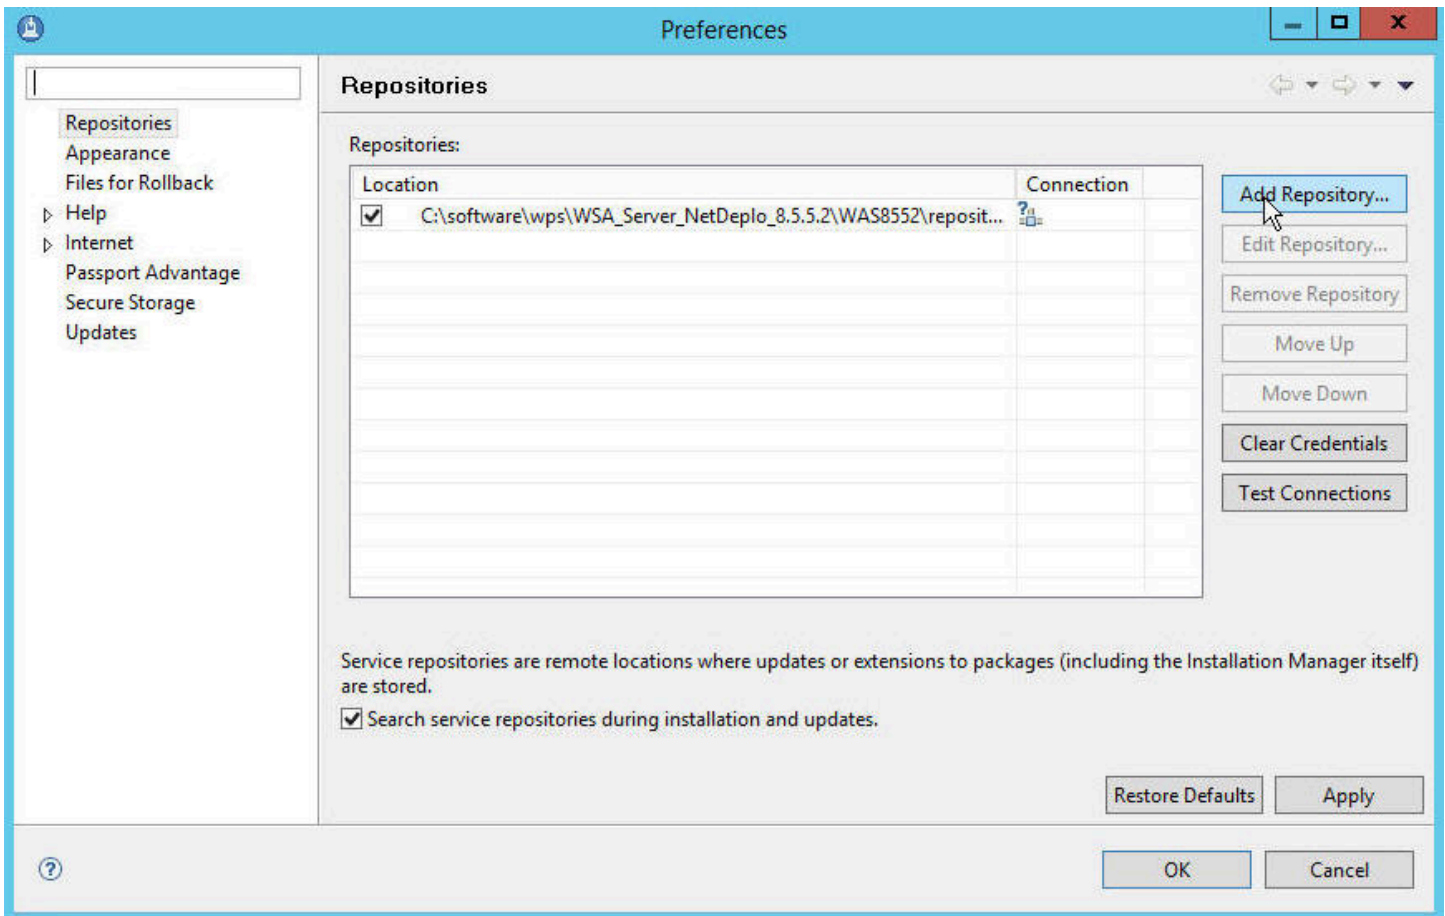 Preferences
Repositories
Appearance
Files for Rollback
Help
Internet
Passport Advantage
Secure Storage
Updates
Repositories
Repositories:
Location Connection
C:\software\wps\WSA_Server_NetDeplo_8.5.5.2\WAS8552\reposit...
Add Repository...
Edit Repository...
Remove Repository
Move Up
Move Down
Clear Credentials
Test Connections
Service repositories are remote locations where updates or extensions to packages (including the Installation Manager itself)
are stored.
Search service repositories during installation and updates.
Restore Defaults Apply
OK Cancel